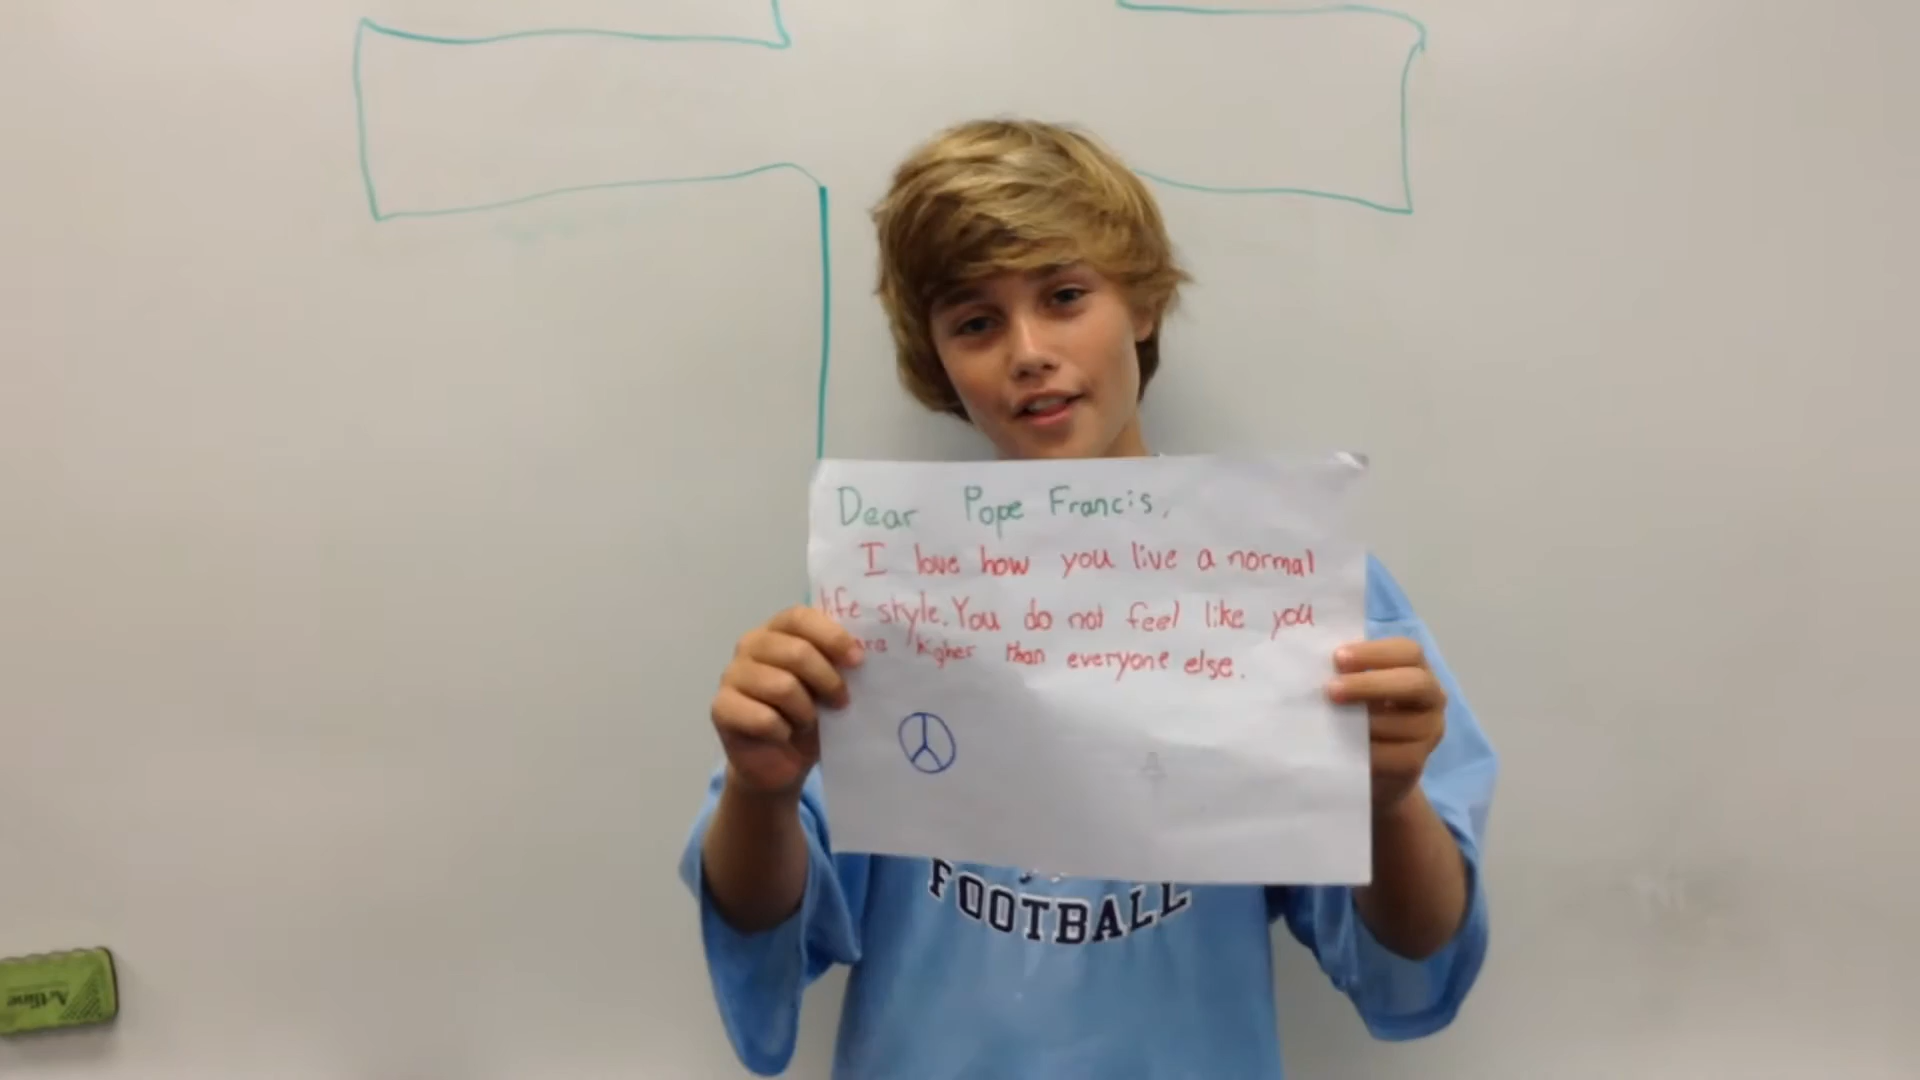 Dear Pope Francis,
I love how you live a normal
life style. You do not feel like you
are higher than everyone else.
FOOTBALL
Artline